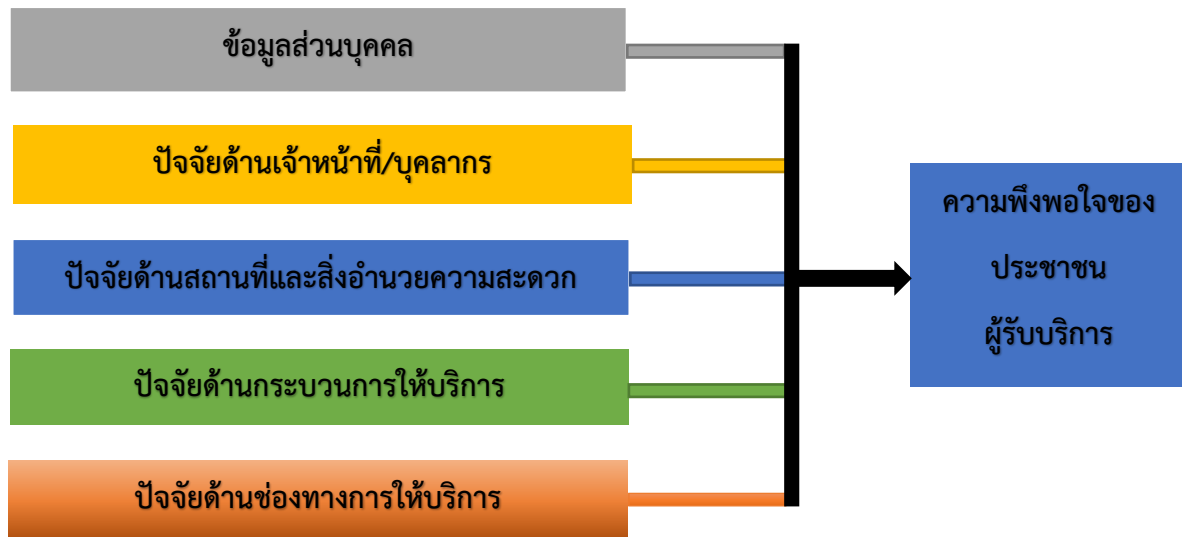 ข้อมูลส่วนบุคคล
ปัจจัยด้านเจ้าหน้าที่/บุคลากร
ปัจจัยด้านสถานที่และสิ่งอำนวยความสะดวก
ปัจจัยด้านกระบวนการให้บริการ
ปัจจัยด้านช่องทางการให้บริการ
ความพึงพอใจของ
ประชาชน
ผู้รับบริการ